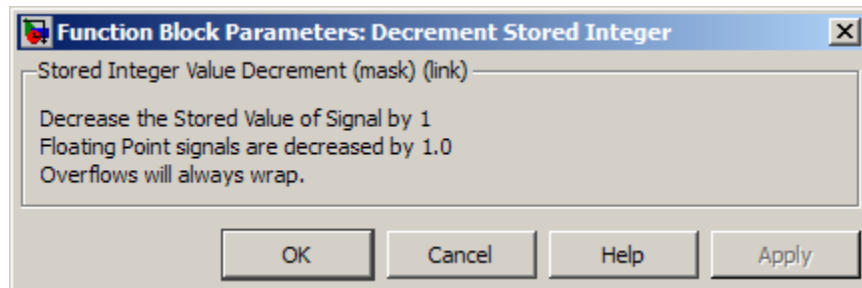 Function Block Parameters: Decrement Stored Integer
Stored Integer Value Decrement (mask) (link)
Decrease the Stored Value of Signal by 1
Floating Point signals are decreased by 1.0
Overflows will always wrap.
OK Cancel Help Apply